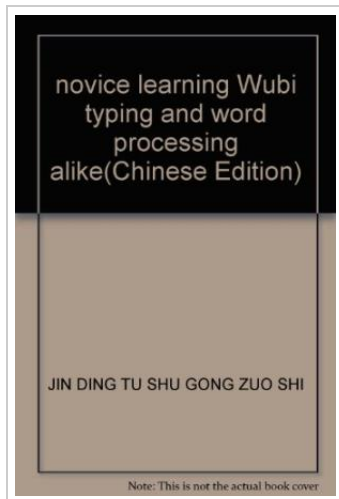 novice learning Wubi
typing and word
processing
alike(Chinese Edition)
JIN DING TU SHU GONG ZUO SHI
Note: This is not the actual book cover